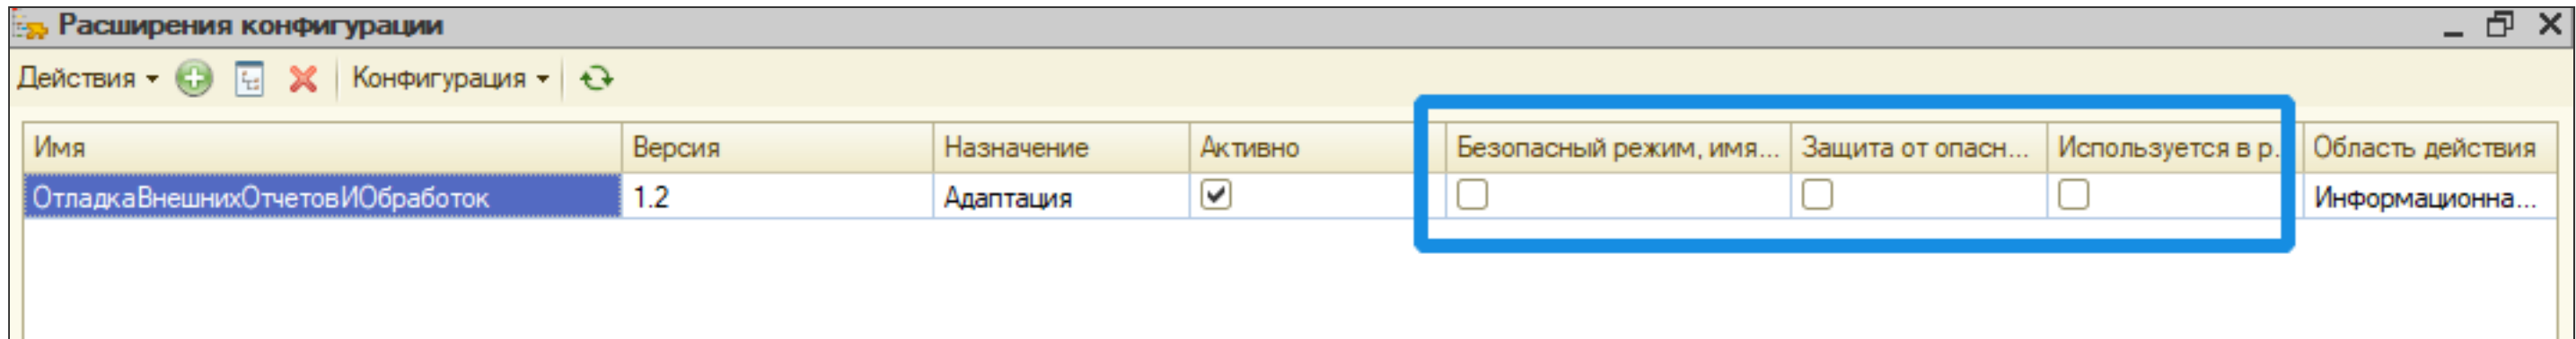 Расширения конфигурации
Действия Конфигурация
Имя Версия Назначение Активно Безопасный режим, имя... Защита от опасн... Используется в р. Область действия
ОтладкаВнешнихОтчетовИОбработок 1.2 Адаптация Информационна...